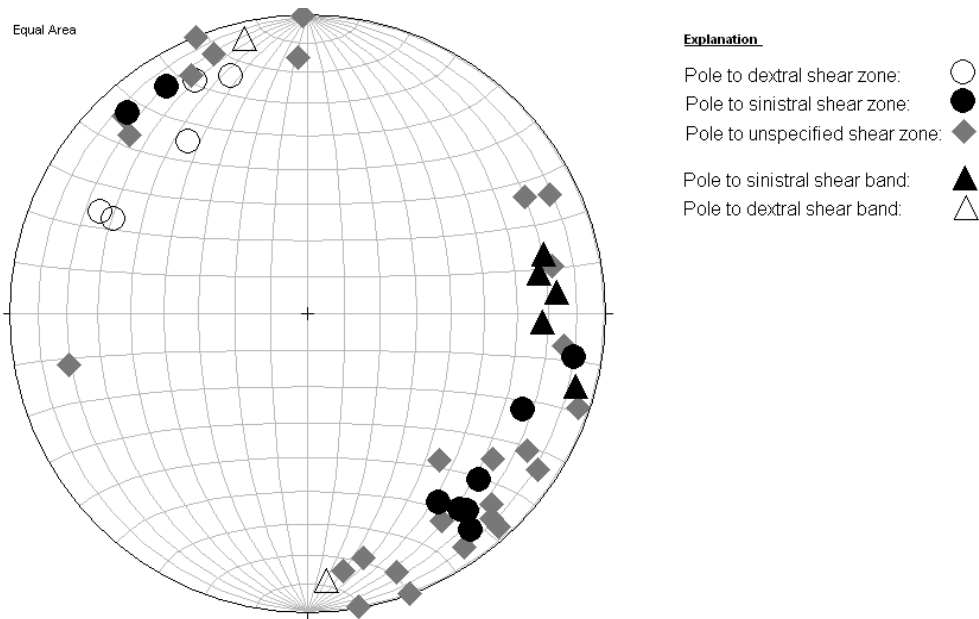 Equal Area
Explanation
Pole to dextral shear zone:
Pole to sinistral shear zone:
Pole to unspecified shear zone:
Pole to sinistral shear band:
Pole to dextral shear band: